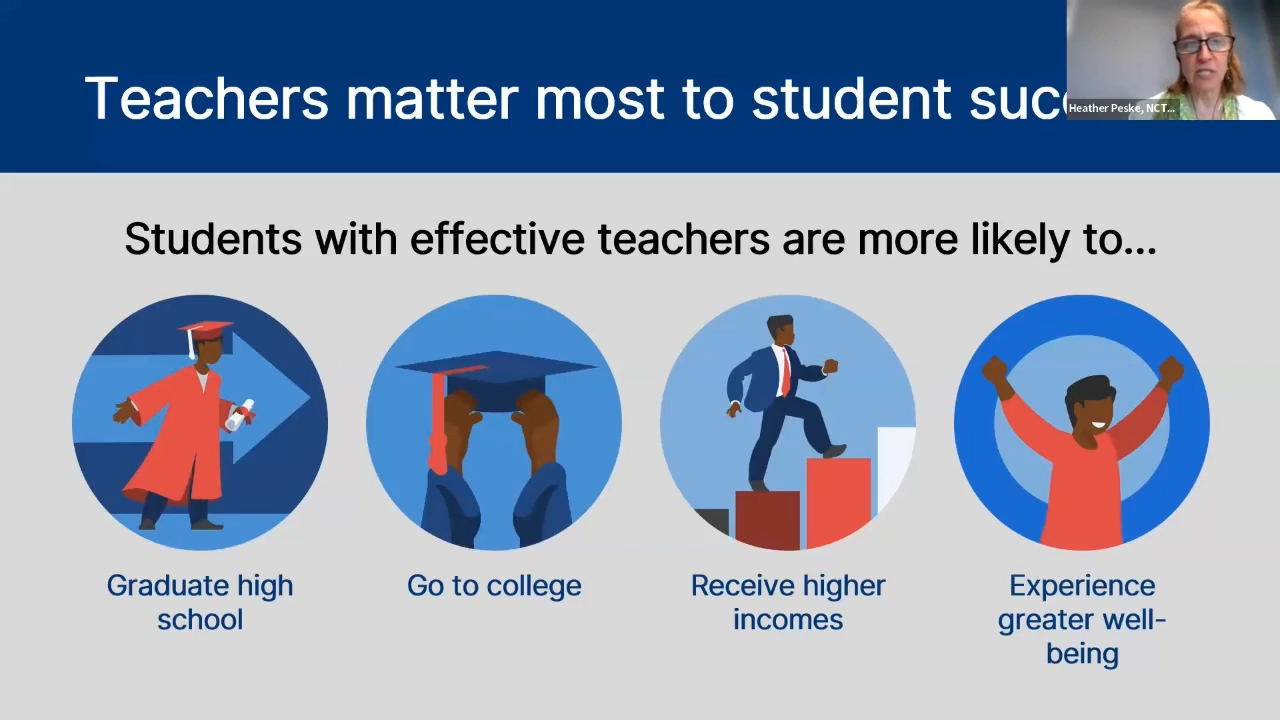 Teachers matter most to student suc
Heather Peske, NCT...
Students with effective teachers are more likely to...
Graduate high
school
Go to college
Receive higher
incomes
Experience
greater well-
being